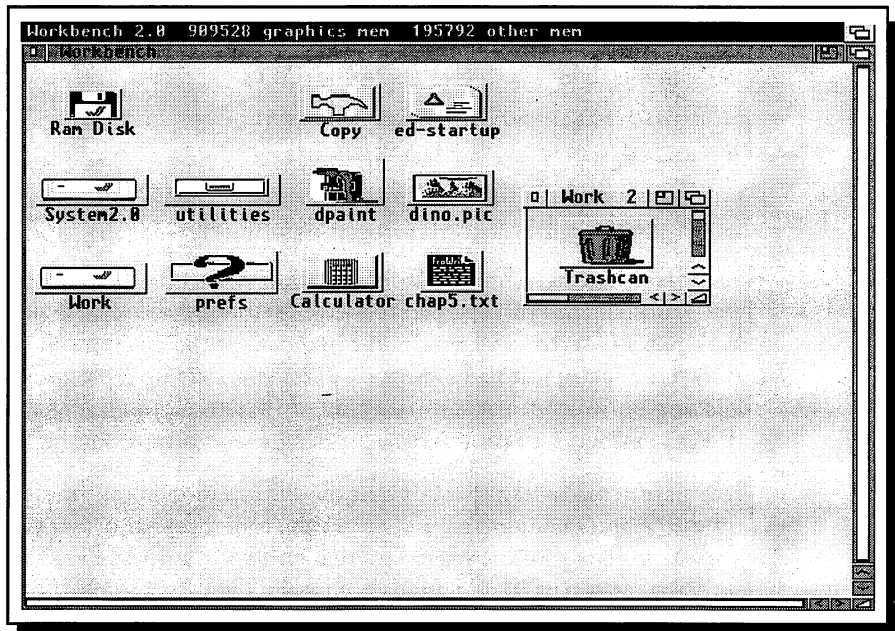 Workbench 2.0 909528 graphics mem 195792 other mem
Workbench
Ram Disk
Copy
ed-startup
System2.0
utilities
dpaint
dino.pic
Work 2
Trashcan
Work
prefs
Calculator
chap5.txt